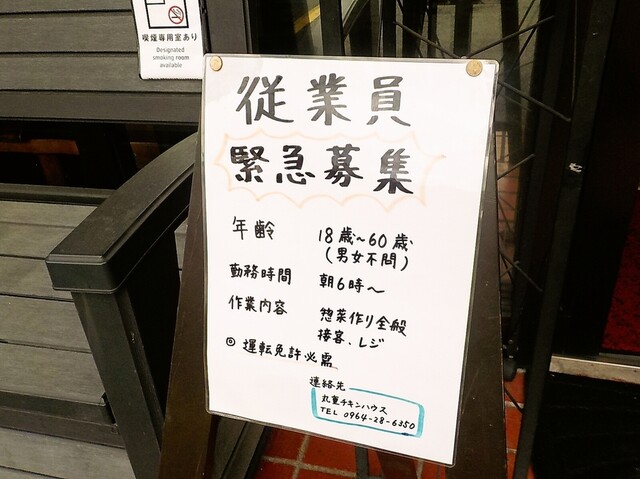 喫煙専用室あり
Designated
smoking room
available
従業員
緊急募集
年齢 18歳~60歳
(男女不問)
勤務時間 朝6時~
作業内容 惣菜作り全般
接客、レジ
◎ 運転免許必需
連絡先
丸重チキンハウス
TEL 0964-28-6350